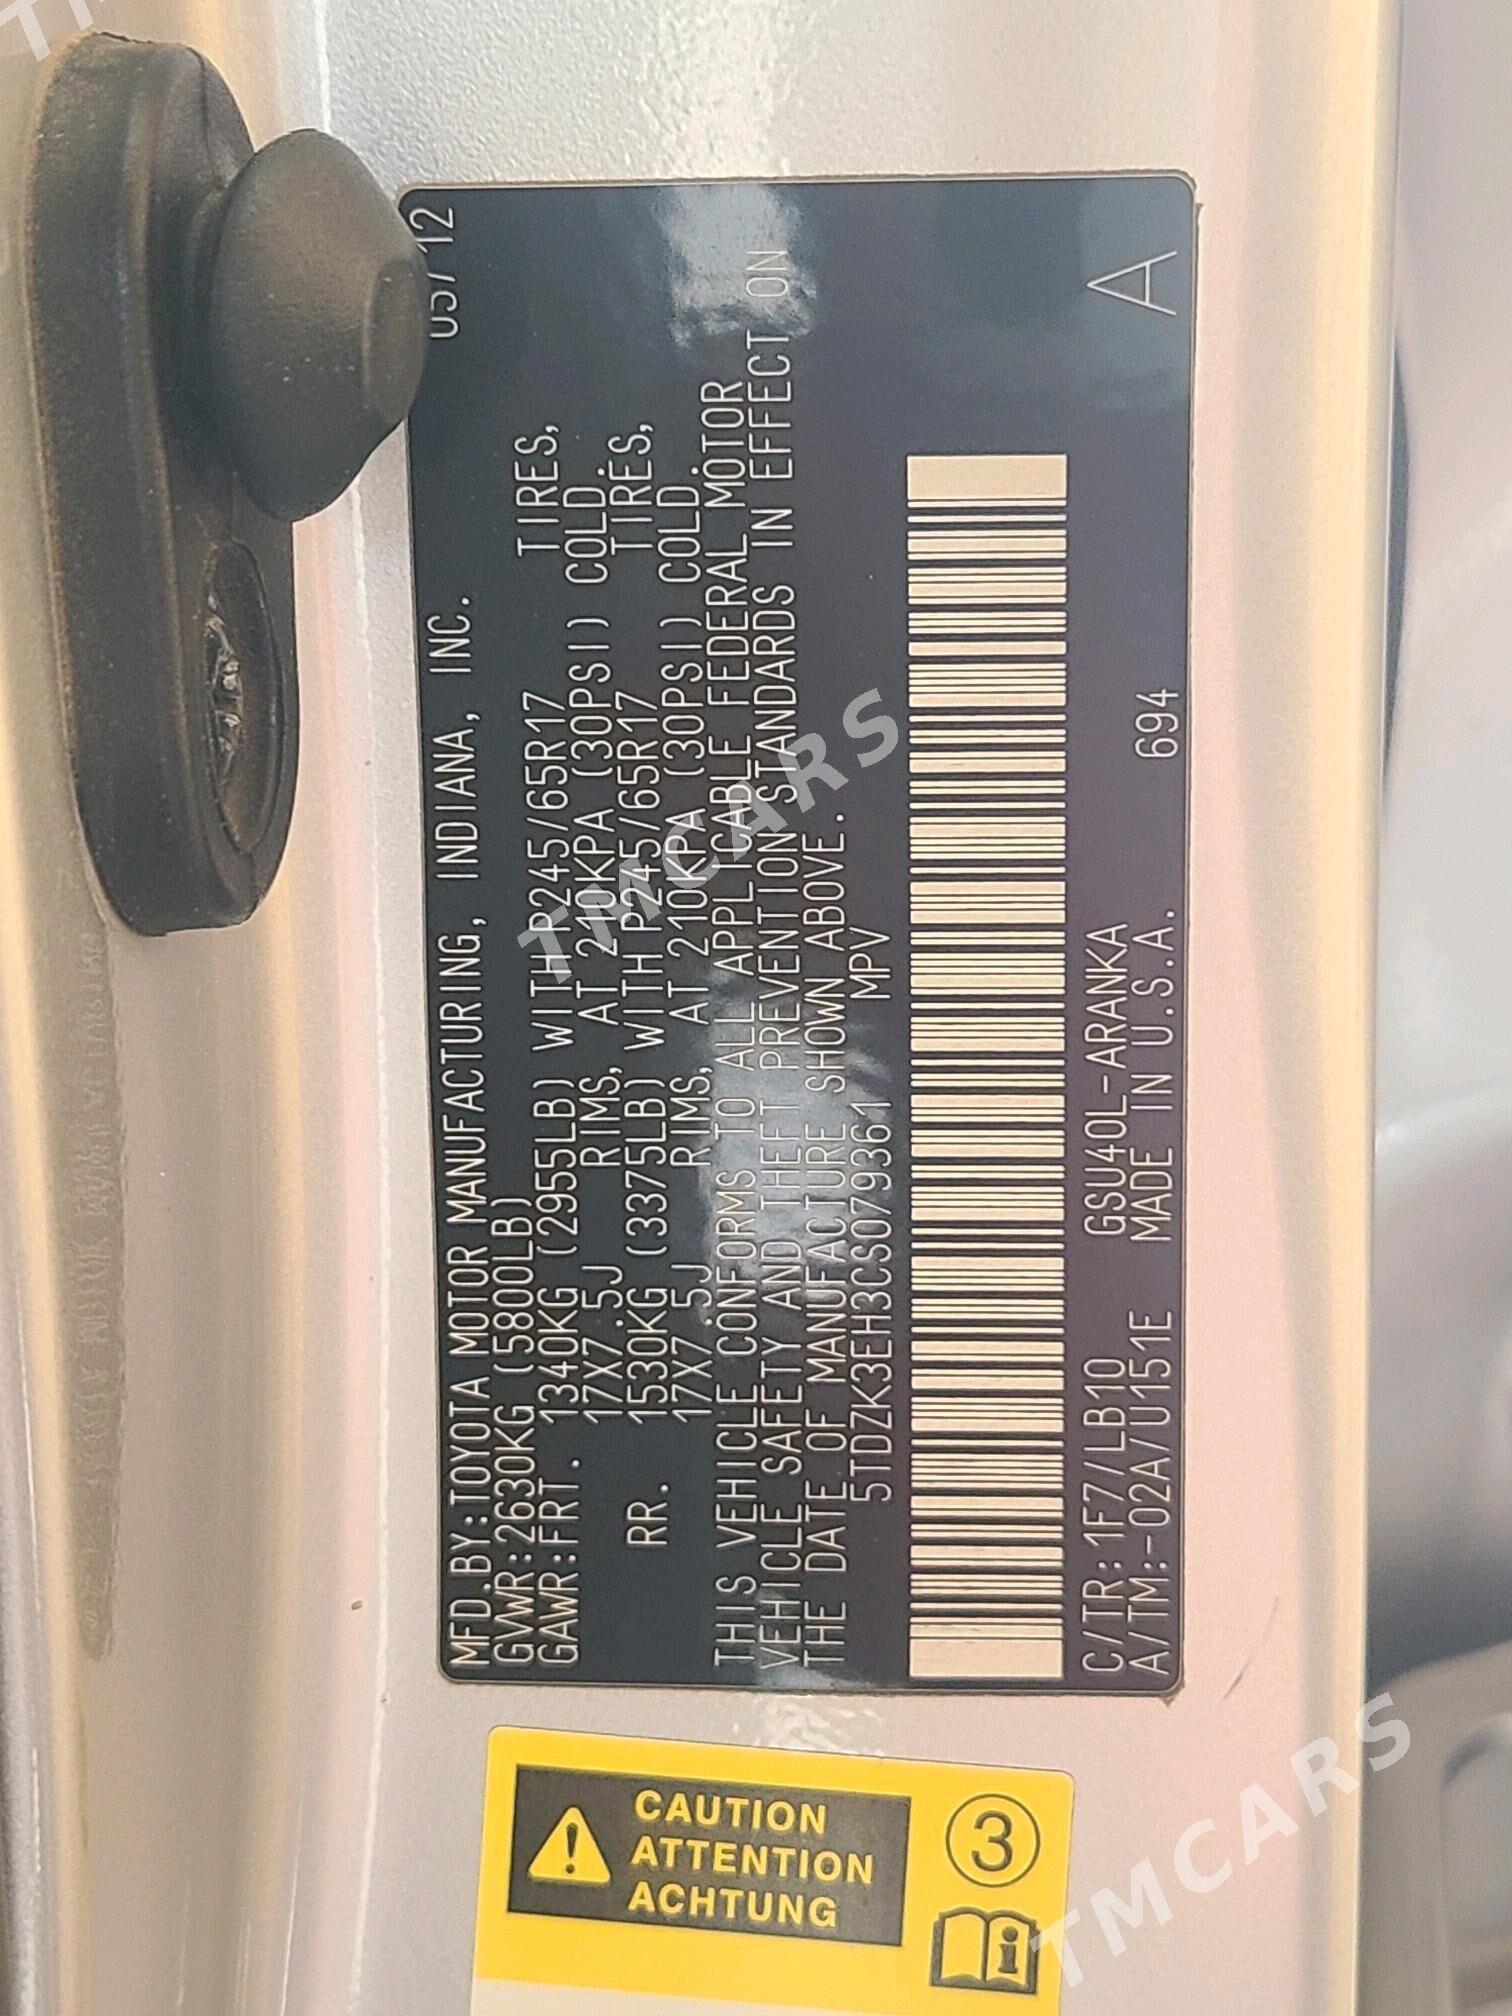 MFD.BY:TOYOTA MOTOR MANUFACTURING, INDIANA, INC. 05/12
GVWR:2630KG (5800LB)
GAWR:FRT. 1340KG (2955LB) WITH P245/65R17 TIRES,
17X7.5J RIMS, AT 210KPA (30PSI) COLD.
RR. 1530KG (3375LB) WITH P245/65R17 TIRES,
17X7.5J RIMS, AT 210KPA (30PSI) COLD.
THIS VEHICLE CONFORMS TO ALL APPLICABLE FEDERAL MOTOR
VEHICLE SAFETY AND THEFT PREVENTION STANDARDS IN EFFECT ON
THE DATE OF MANUFACTURE SHOWN ABOVE.
5TDZK3EH3CS079361 MPV
C/TR:1F7/LB10 GSU40L-ARANKA
A/TM:-02A/U151E MADE IN U.S.A. 694
A
CAUTION
ATTENTION
ACHTUNG
3
i
TMCARS
TMCARS